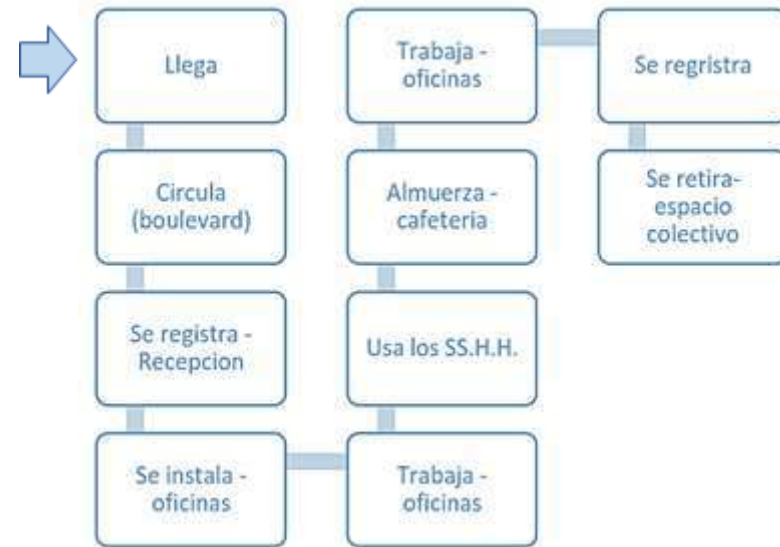 Llega
Circula
(boulevard)
Se registra -
Recepcion
Se instala -
oficinas
Trabaja -
oficinas
Usa los SS.H.H.
Almuerza -
cafeteria
Trabaja -
oficinas
Se regristra
Se retira-
espacio
colectivo